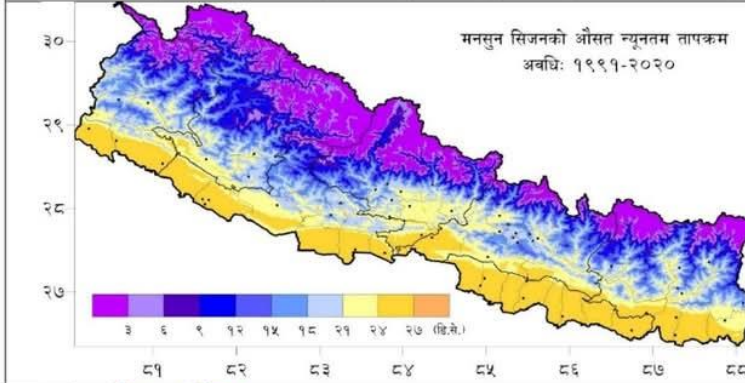 मनसुन सिजनको औसत न्यूनतम तापक्रम
अवधिः १९९१-२०२०
३०
२९
२८
२७
३ ६ ९ १२ १५ १८ २१ २४ २७ (डि.से.)
८१ ८२ ८३ ८४ ८५ ८६ ८७ ८८